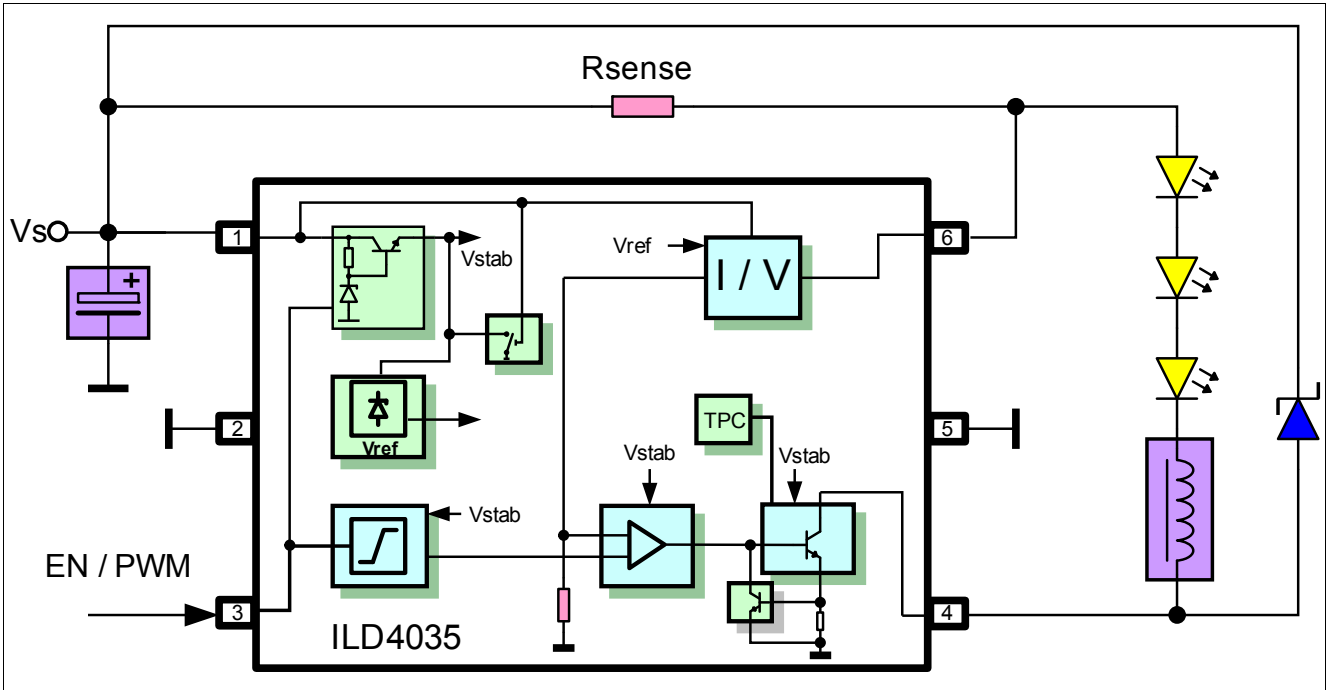 Rsense
Vs
1
6
Vref
I / V
Vstab
+
Vref
2
5
TPC
Vstab
Vstab
Vstab
EN / PWM
3
4
ILD4035